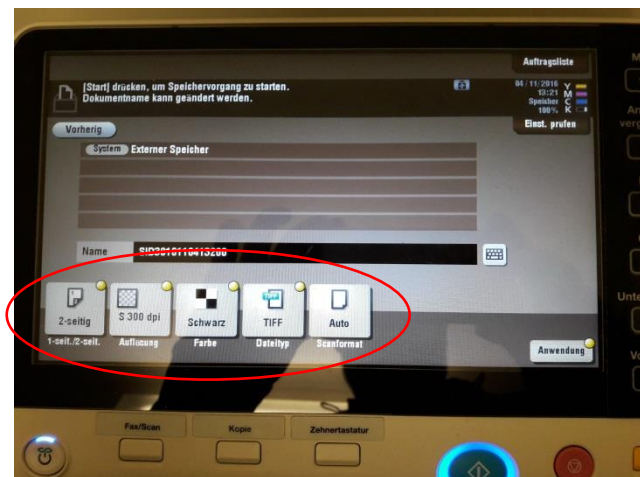 Auftragsliste
[Start] drücken, um Speichervorgang zu starten.
Dokumentname kann geändert werden.
04/11/2016
13:21
Speicher
100%
Y
M
C
K
Vorherig
Einst. prüfen
System Externer Speicher
Name
2-seitig
S 300 dpi
Schwarz
TIFF
Auto
1-seit./2-seit.
Auflösung
Farbe
Dateityp
Scanformat
Anwendung
Fax/Scan
Kopie
Zehnertastatur